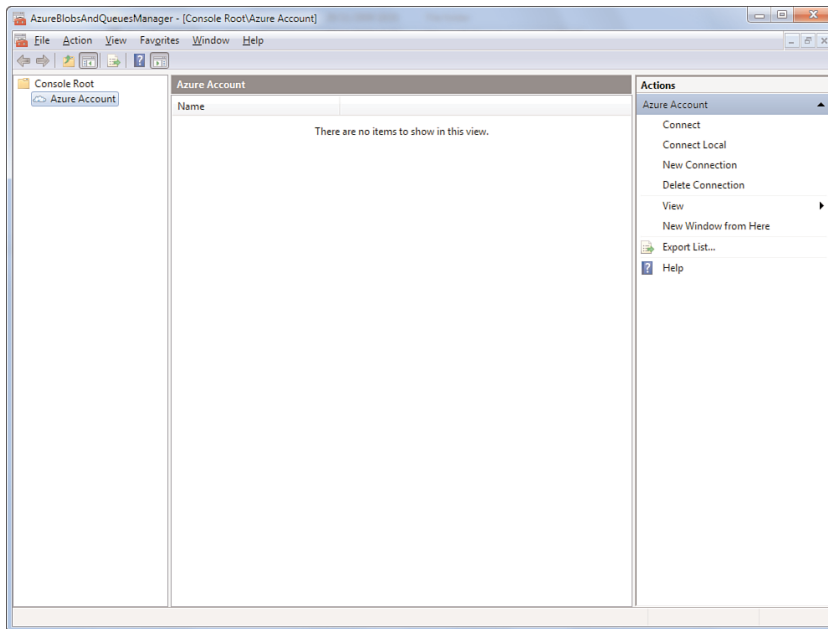 AzureBlobsAndQueuesManager - [Console Root\Azure Account]
File Action View Favorites Window Help
Console Root
Azure Account
Azure Account
Name
There are no items to show in this view.
Actions
Azure Account
Connect
Connect Local
New Connection
Delete Connection
View
New Window from Here
Export List...
Help